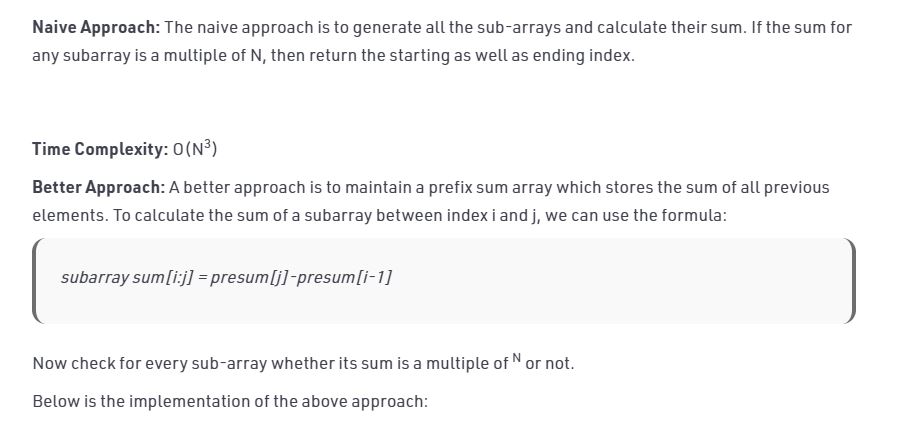 Naive Approach: The naive approach is to generate all the sub-arrays and calculate their sum. If the sum for
any subarray is a multiple of N, then return the starting as well as ending index.
Time Complexity: O(N³)
Better Approach: A better approach is to maintain a prefix sum array which stores the sum of all previous
elements. To calculate the sum of a subarray between index i and j, we can use the formula:
subarray sum[i:j] = presum[j]-presum[i-1]
Now check for every sub-array whether its sum is a multiple of N or not.
Below is the implementation of the above approach: